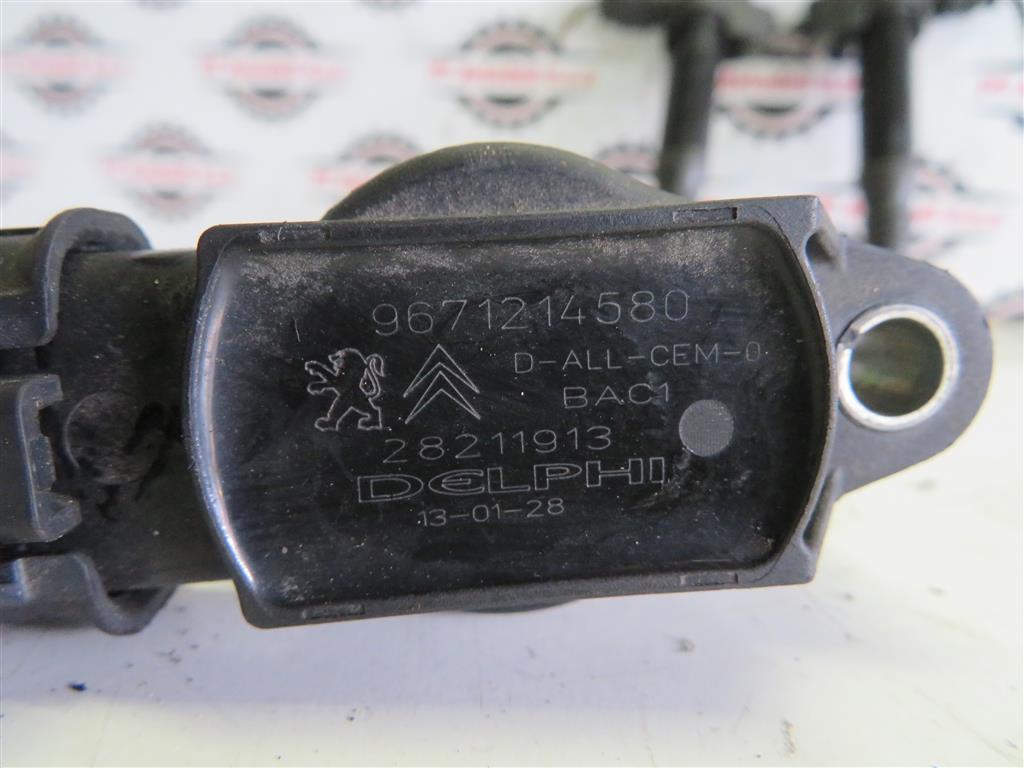 9671214580
D-ALL-CEM-0
BAC1
28211913
DELPHI
13-01-28